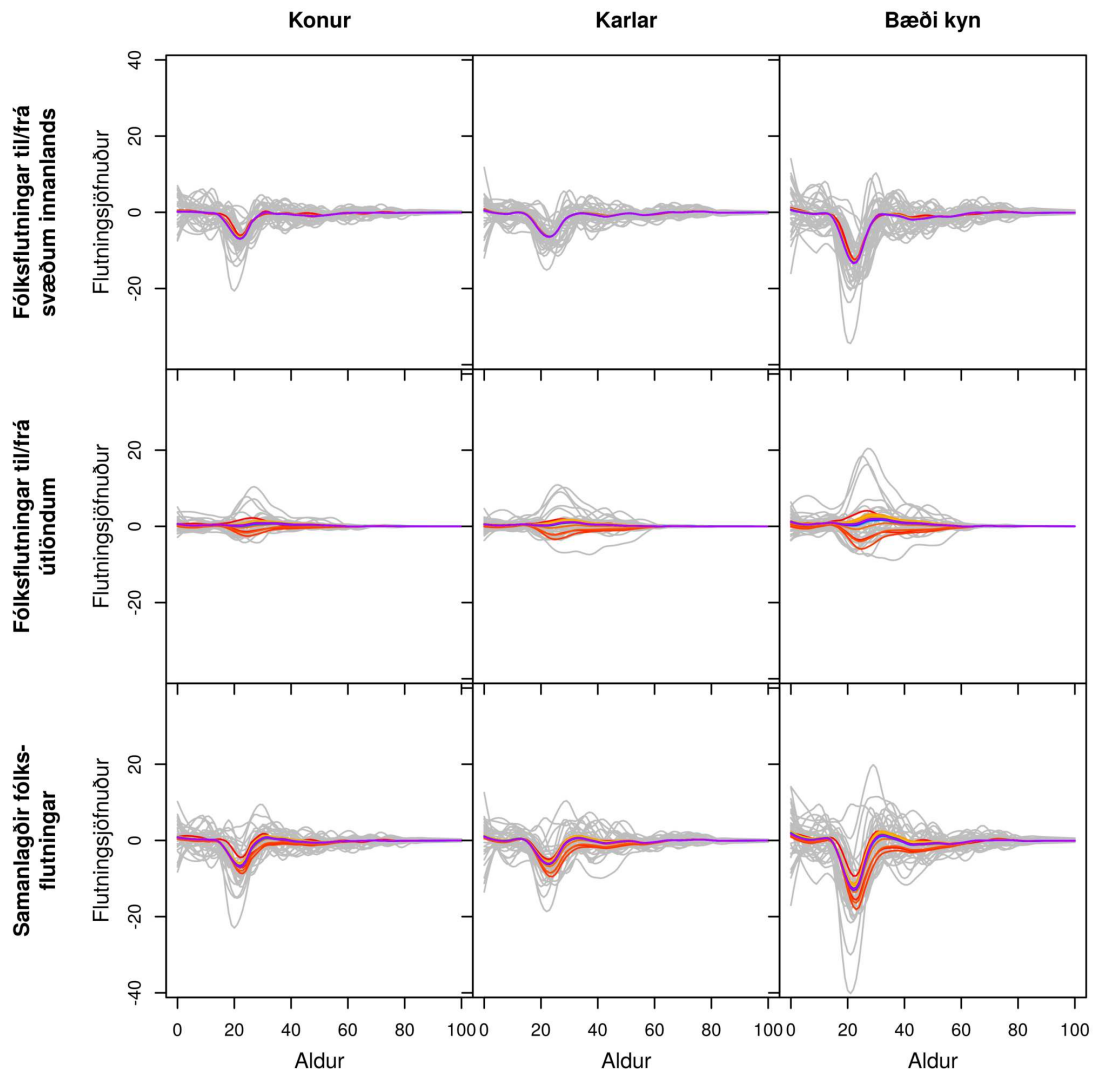 Konur
Karlar
Bæði kyn
Fólksflutningar til/frá
svæðum innanlands
Flutningsjöfnuður
40
20
0
-20
Fólksflutningar til/frá
útlöndum
Flutningsjöfnuður
20
0
-20
Samanlagðir fólks-
flutningar
Flutningsjöfnuður
20
0
-20
-40
0 20 40 60 80 100
0 20 40 60 80 100
0 20 40 60 80 100
Aldur
Aldur
Aldur